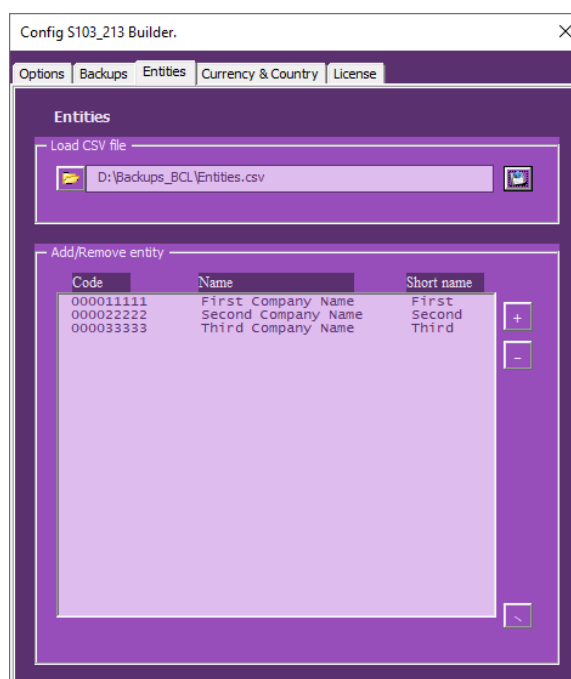 Config S103_213 Builder.
Options Backups Entities Currency & Country License
Entities
Load CSV file
D:\Backups_BCL\Entities.csv
Add/Remove entity
Code Name Short name
000011111 First Company Name First
000022222 Second Company Name Second
000033333 Third Company Name Third
+
-